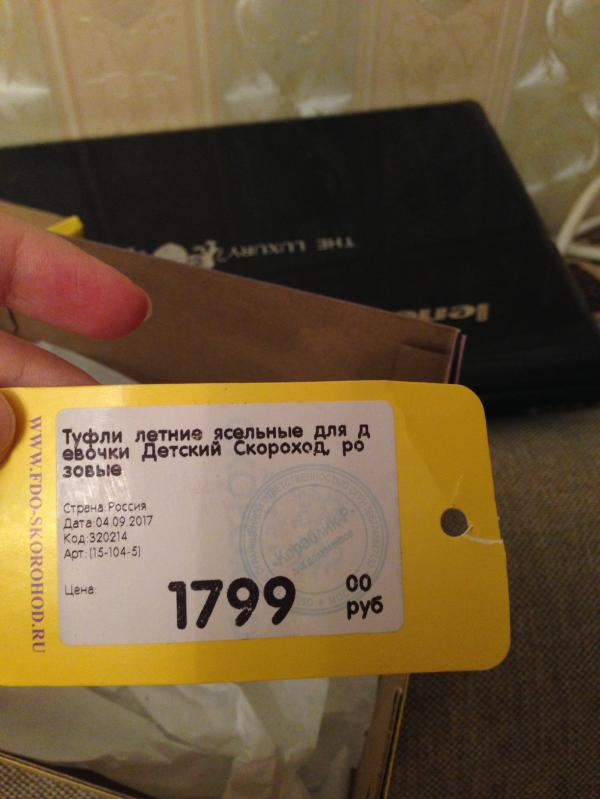 THE LUXURY
leno
Туфли летние ясельные для д
евочки Детский Скороход, ро
зовые
Страна:Россия
Дата:04.09.2017
Код:320214
Арт.:(15-104-5)
Цена:
1799 00
руб
WWW.FDO-SKOROHOD.RU